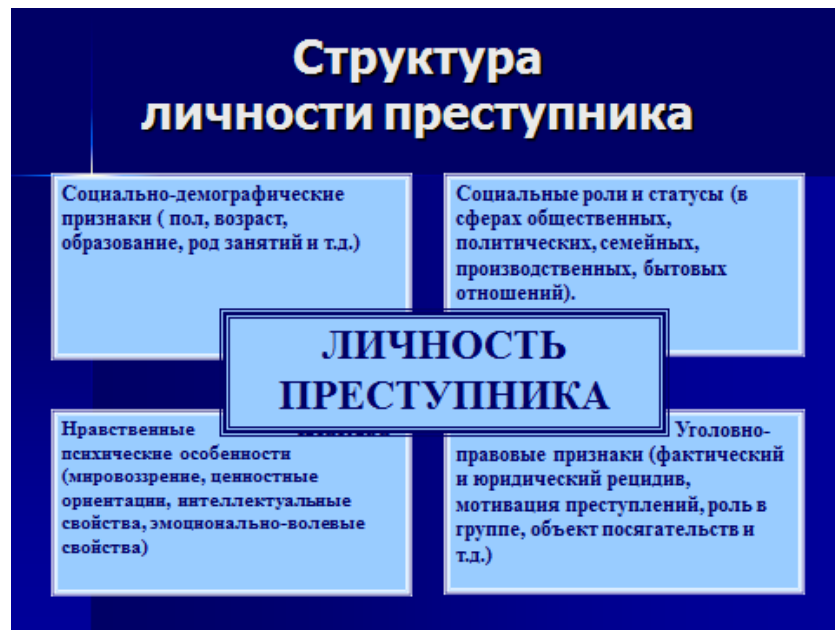 Структура
личности преступника
Социально-демографические
признаки ( пол, возраст,
образование, род занятий и т.д.)
Социальные роли и статусы (в
сферах общественных,
политических, семейных,
производственных, бытовых
отношений).
ЛИЧНОСТЬ
ПРЕСТУПНИКА
Нравственные
психические особенности
(мировоззрение, ценностные
ориентации, интеллектуальные
свойства, эмоционально-волевые
свойства)
Уголовно-
правовые признаки (фактический
и юридический рецидив,
мотивация преступлений, роль в
группе, объект посягательств и
т.д.)